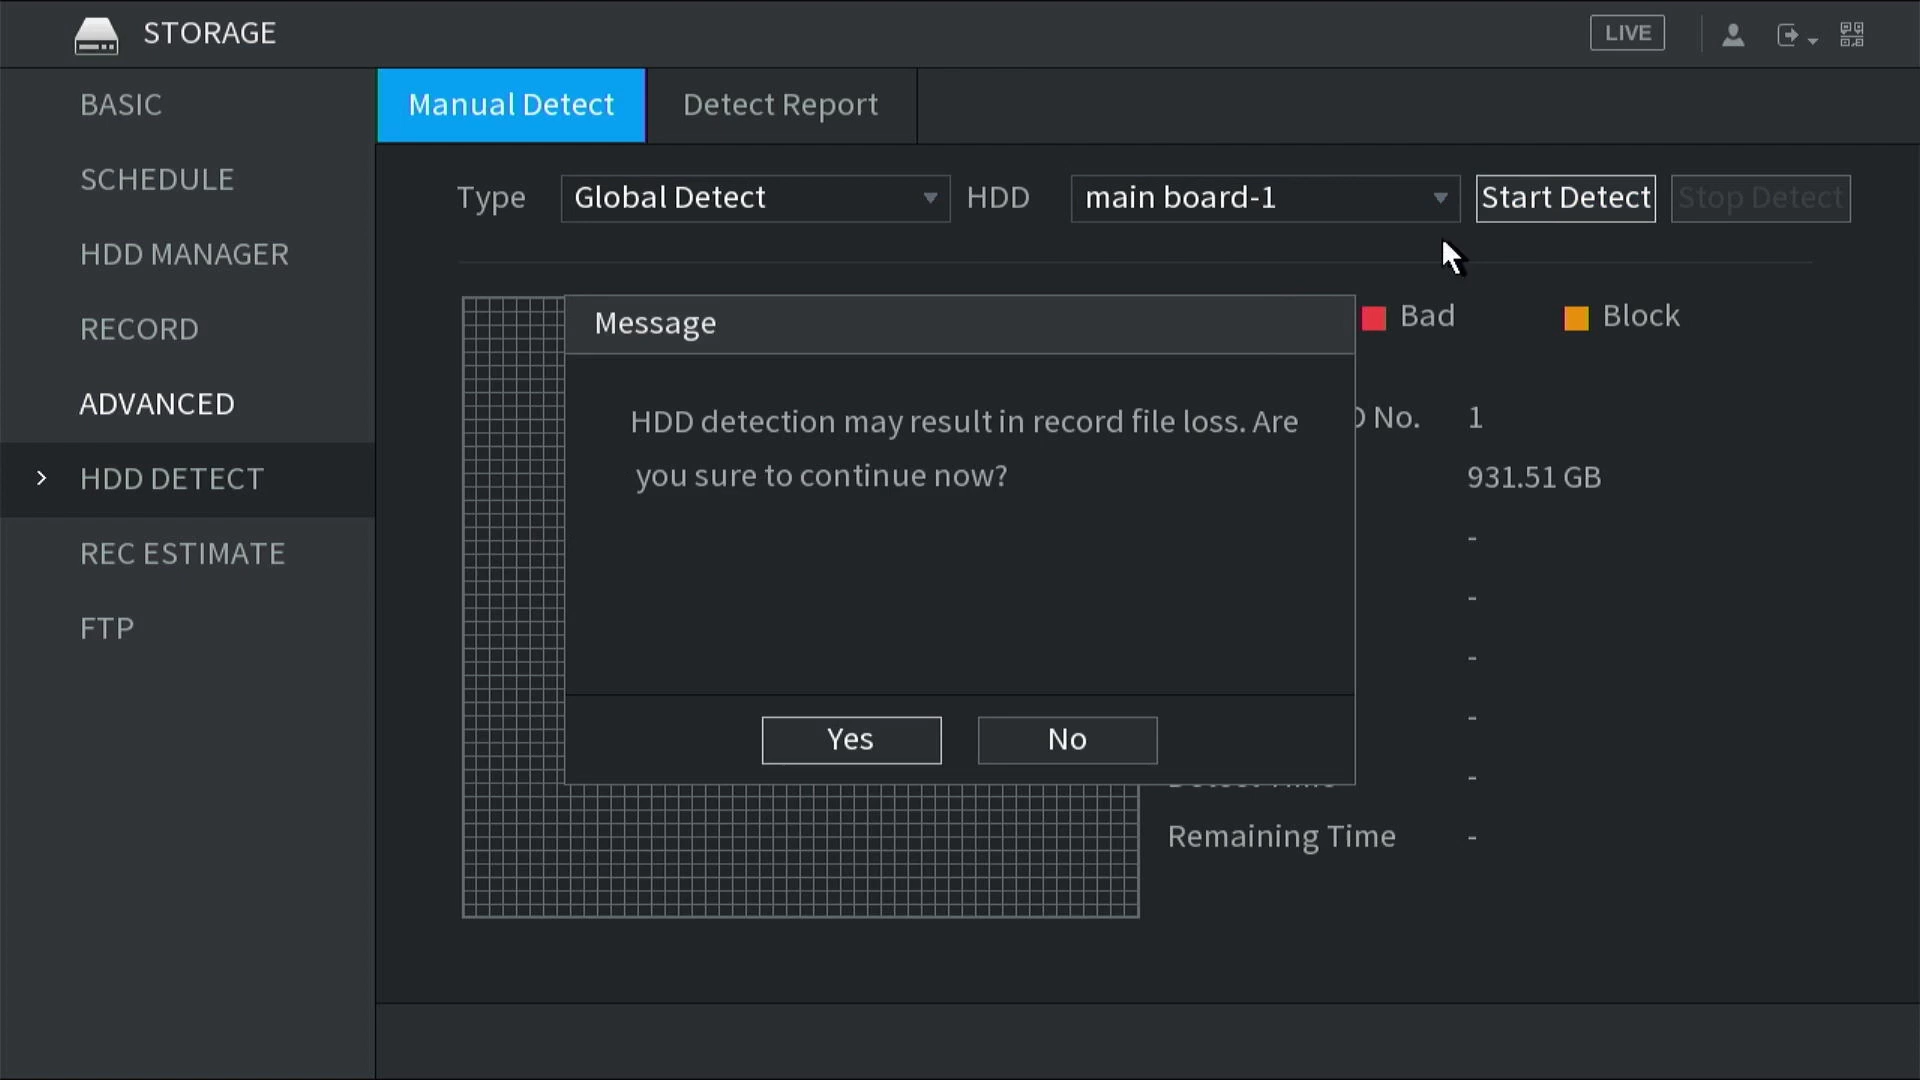 STORAGE
LIVE
BASIC
SCHEDULE
HDD MANAGER
RECORD
ADVANCED
HDD DETECT
REC ESTIMATE
FTP
Manual Detect
Detect Report
Type
Global Detect
HDD
main board-1
Start Detect
Stop Detect
Message
Bad
Block
HDD detection may result in record file loss. Are
you sure to continue now?
No.
1
931.51 GB
-
-
-
-
-
Yes
No
Remaining Time
-